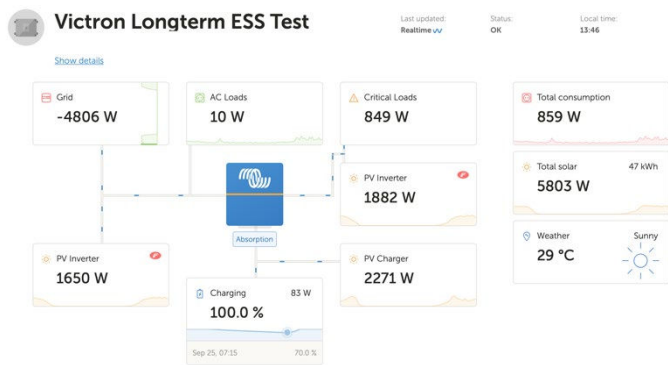 Victron Longterm ESS Test
Last updated:
Realtime
Status:
OK
Local time:
13:46
Show details
Grid
-4806 W
AC Loads
10 W
Critical Loads
849 W
Total consumption
859 W
PV Inverter
1882 W
Total solar
47 kWh
5803 W
Absorption
PV Inverter
1650 W
PV Charger
2271 W
Weather
Sunny
29 °C
Charging
83 W
100.0 %
Sep 25, 07:15
70.0 %